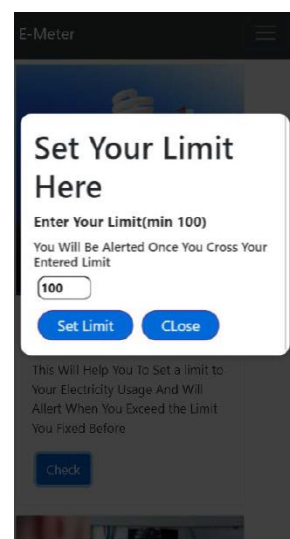 E-Meter
Set Your Limit
Here
Enter Your Limit(min 100)
You Will Be Alerted Once You Cross Your
Entered Limit
100
Set Limit
CLose
This Will Help You To Set a limit to
Your Electricity Usage And Will
Allert When You Exceed the Limit
You Fixed Before
Check